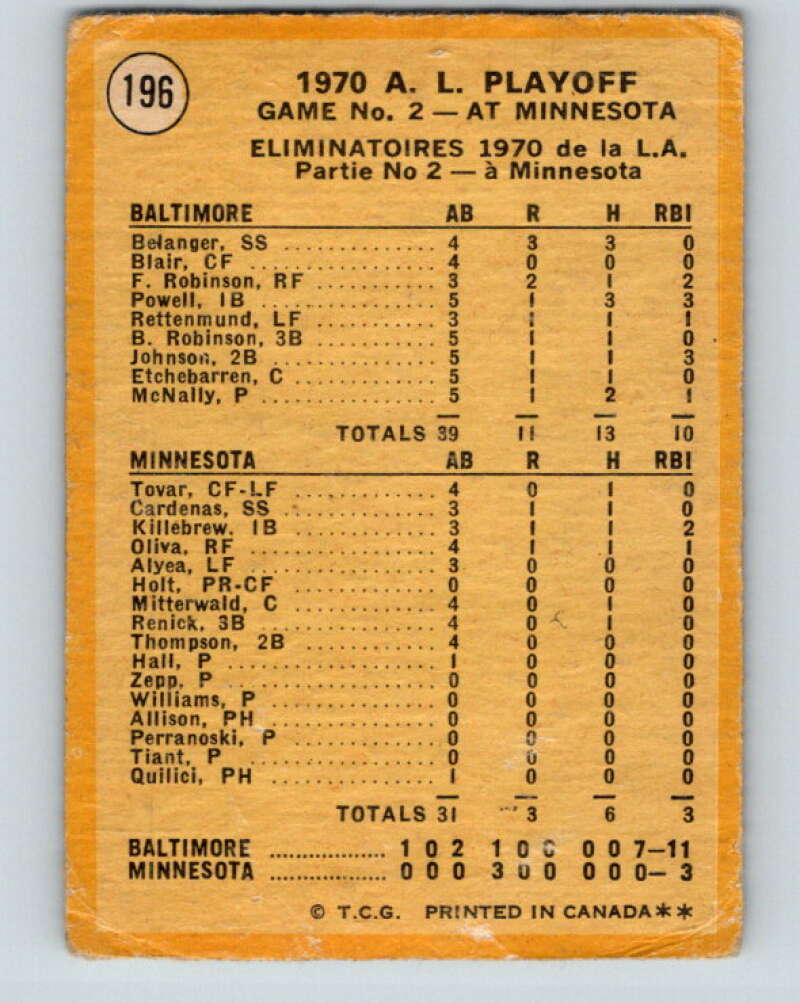 196
1970 A. L. PLAYOFF
GAME No. 2 — AT MINNESOTA
ELIMINATOIRES 1970 de la L.A.
Partie No 2 — à Minnesota
BALTIMORE AB R H RBI
Belanger, SS .............. 4 3 3 0
Blair, CF .................. 4 0 0 0
F. Robinson, RF ........... 3 2 1 2
Powell, 1B ................. 5 1 3 3
Rettenmund, LF ........... 3 1 1 1
B. Robinson, 3B .......... 5 1 1 0
Johnson, 2B ............... 5 1 1 3
Etchebarren, C ............ 5 1 1 0
McNally, P ................. 5 1 2 1
TOTALS 39 11 13 10
MINNESOTA AB R H RBI
Tovar, CF-LF ............. 4 0 1 0
Cardenas, SS ............. 3 1 1 0
Killebrew, 1B ............. 3 1 1 2
Oliva, RF .................. 4 1 1 1
Alyea, LF .................. 3 0 0 0
Holt, PR-CF .............. 0 0 0 0
Mitterwald, C ............. 4 0 1 0
Renick, 3B ................ 4 0 1 0
Thompson, 2B ............ 4 0 0 0
Hall, P .................... 1 0 0 0
Zepp, P .................... 0 0 0 0
Williams, P ............... 0 0 0 0
Allison, PH ................ 0 0 0 0
Perranoski, P ............. 0 0 0 0
Tiant, P ................... 0 0 0 0
Quilici, PH ............... 1 0 0 0
TOTALS 31 3 6 3
BALTIMORE .................. 1 0 2 1 0 0 0 0 7—11
MINNESOTA .................. 0 0 0 3 0 0 0 0 0— 3
© T.C.G. PRINTED IN CANADA✱✱